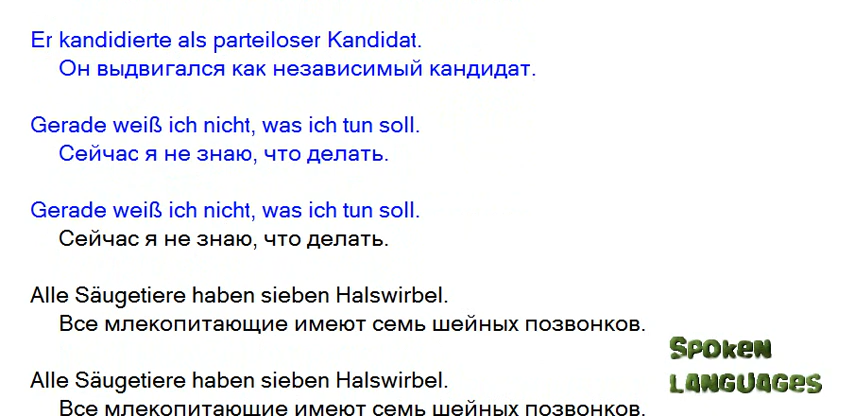 Er kandidierte als parteiloser Kandidat.
Он выдвигался как независимый кандидат.
Gerade weiß ich nicht, was ich tun soll.
Сейчас я не знаю, что делать.
Gerade weiß ich nicht, was ich tun soll.
Сейчас я не знаю, что делать.
Alle Säugetiere haben sieben Halswirbel.
Все млекопитающие имеют семь шейных позвонков.
Alle Säugetiere haben sieben Halswirbel.
Все млекопитающие имеют семь шейных позвонков.
Spoken
Languages